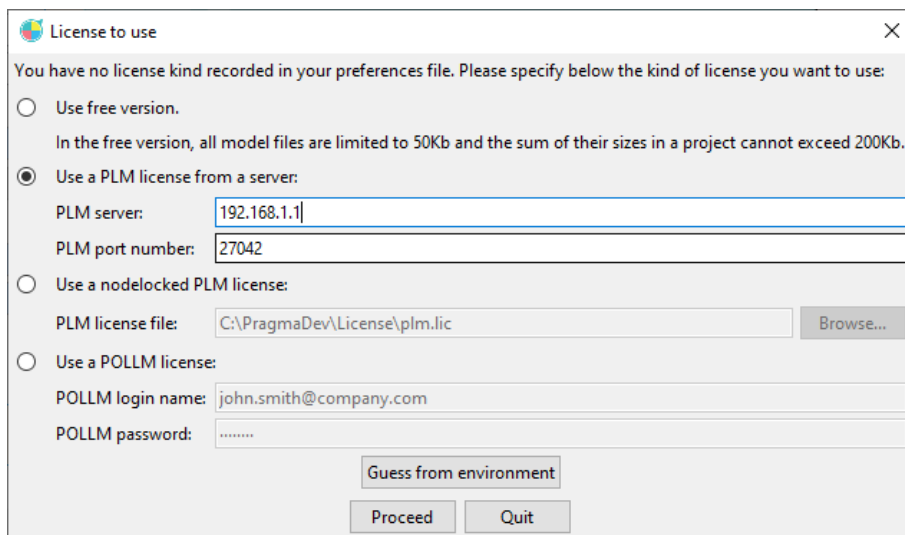 License to use
You have no license kind recorded in your preferences file. Please specify below the kind of license you want to use:
Use free version.
In the free version, all model files are limited to 50Kb and the sum of their sizes in a project cannot exceed 200Kb.
Use a PLM license from a server:
PLM server: 192.168.1.1
PLM port number: 27042
Use a nodelocked PLM license:
PLM license file: C:\PragmaDev\License\plm.lic Browse...
Use a POLLM license:
POLLM login name: john.smith@company.com
POLLM password: ········
Guess from environment
Proceed Quit